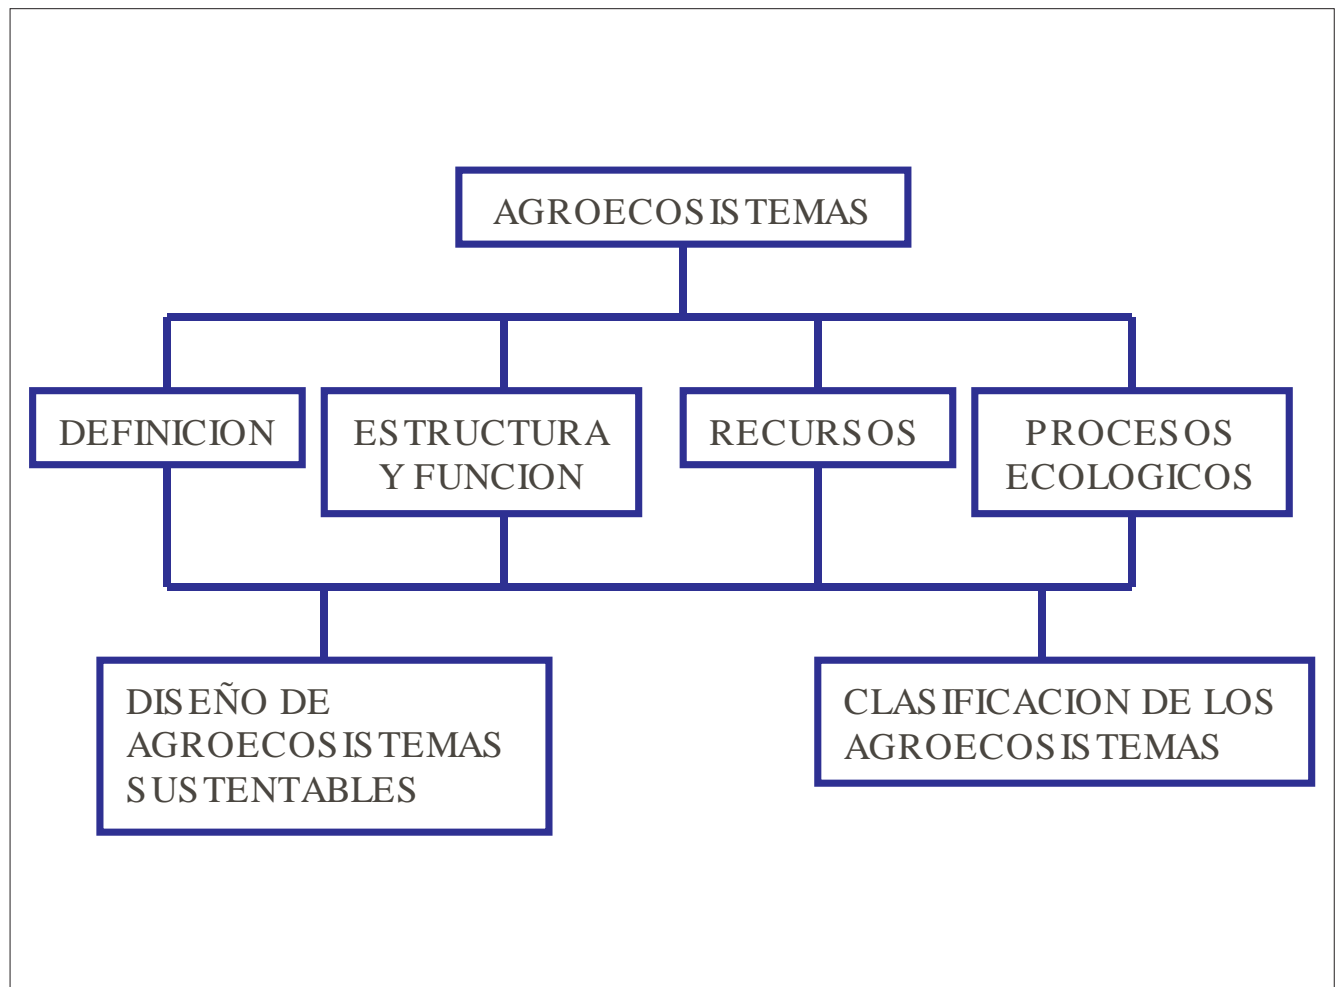 AGROECOSISTEMAS
DEFINICION
ESTRUCTURA
Y FUNCION
RECURSOS
PROCESOS
ECOLOGICOS
DISEÑO DE
AGROECOSISTEMAS
SUSTENTABLES
CLASIFICACION DE LOS
AGROECOSISTEMAS